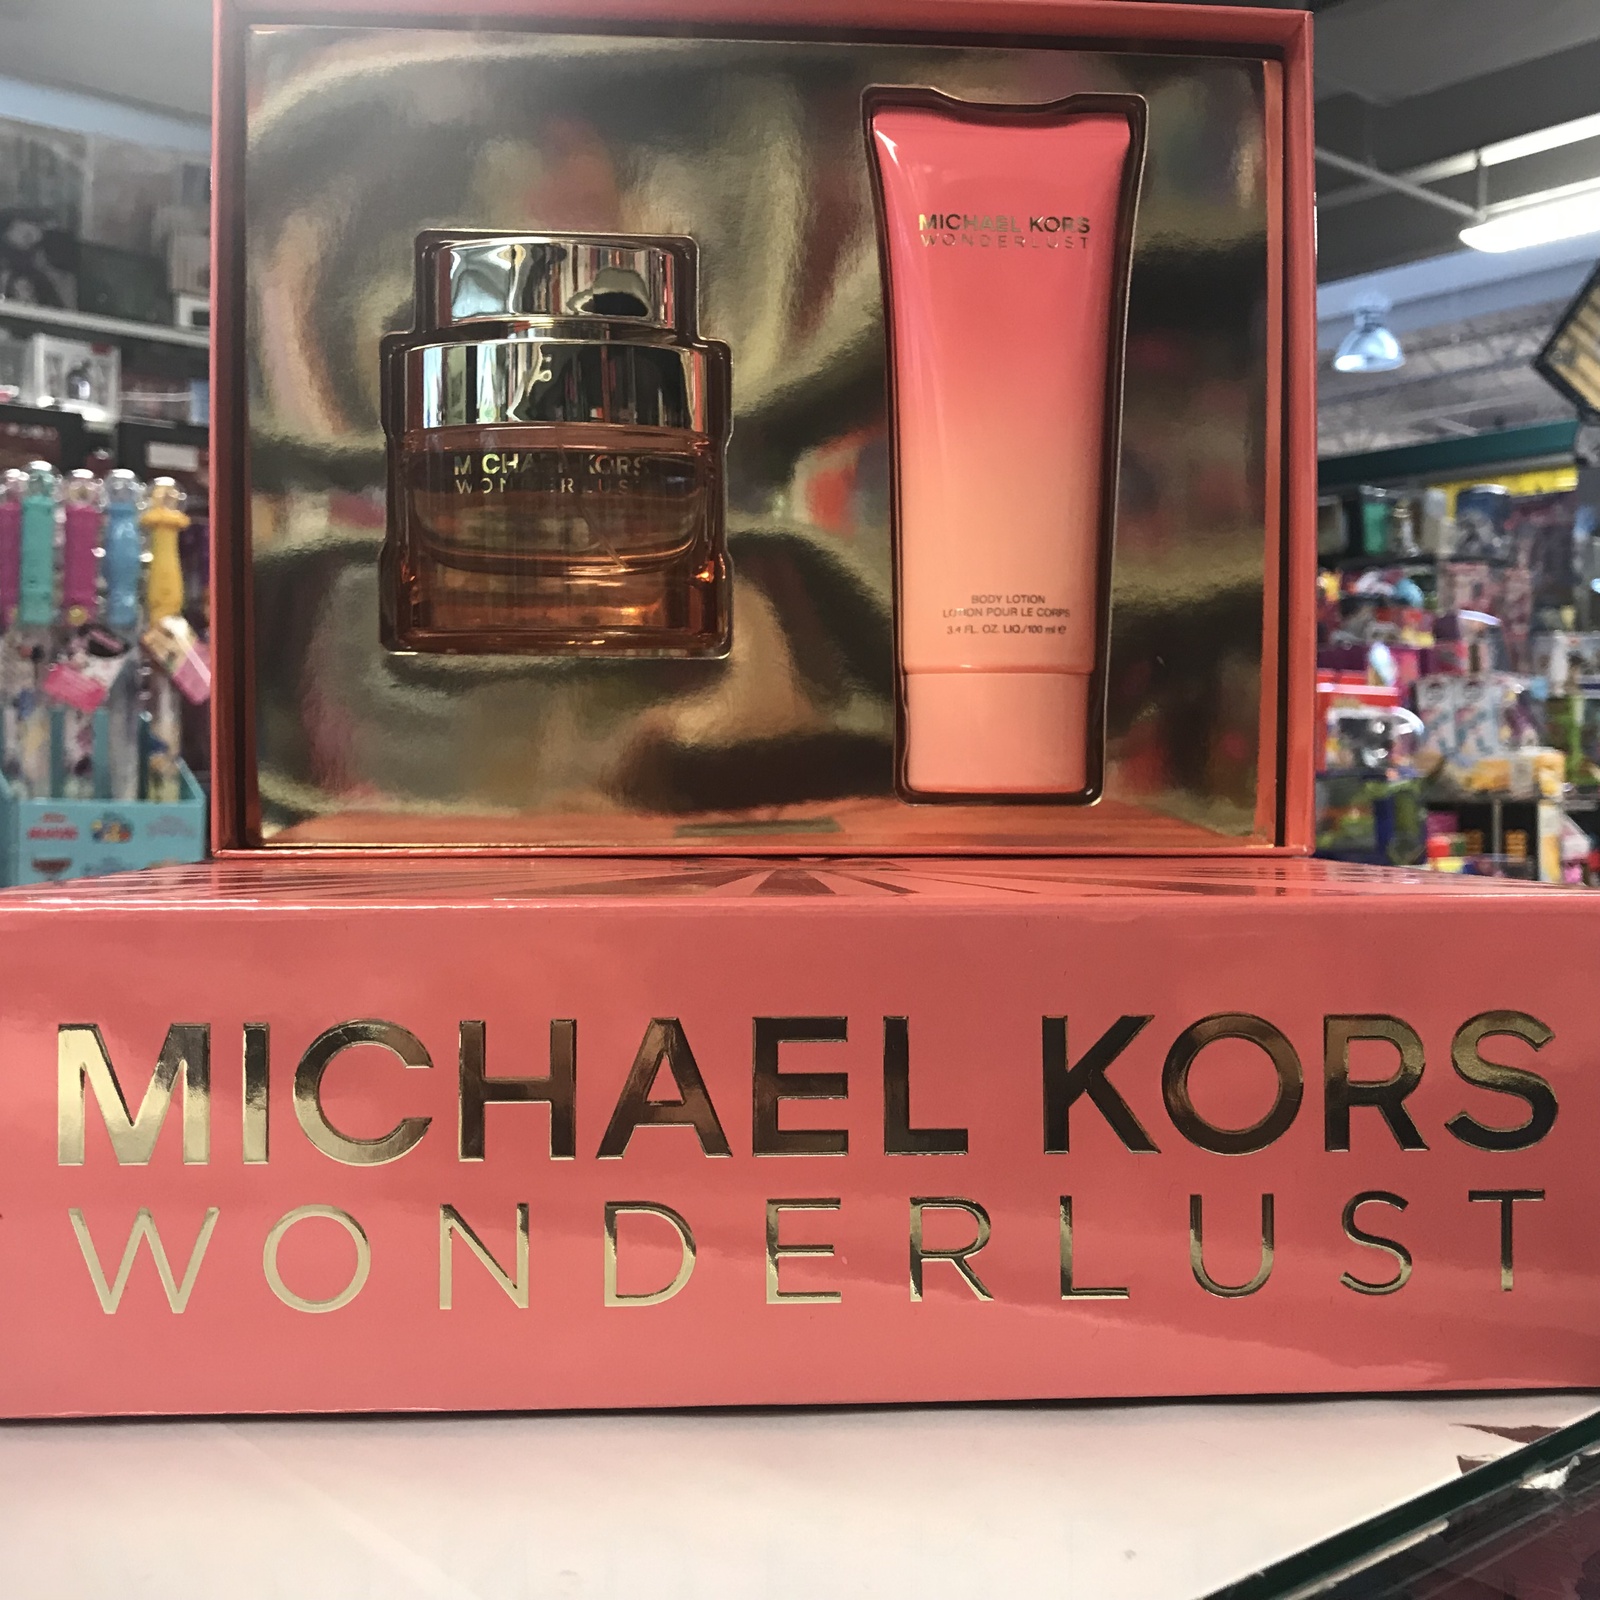 MICHAEL KORS
WONDERLUST
MICHAEL KORS
WONDERLUST
BODY LOTION
LOTION POUR LE CORPS
3.4 FL. OZ. LIQ./100 ml ℮
MICHAEL KORS
WONDERLUST